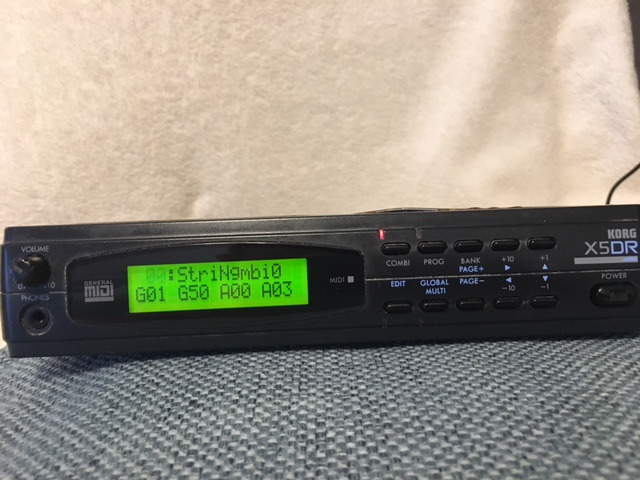 VOLUME
PHONES
GENERAL
MIDI
:StriNgmbi0
G01 G50 A00 A03
MIDI
COMBI PROG BANK +10 +1
PAGE+
EDIT GLOBAL PAGE− −10 −1
MULTI
KORG
X5DR
POWER